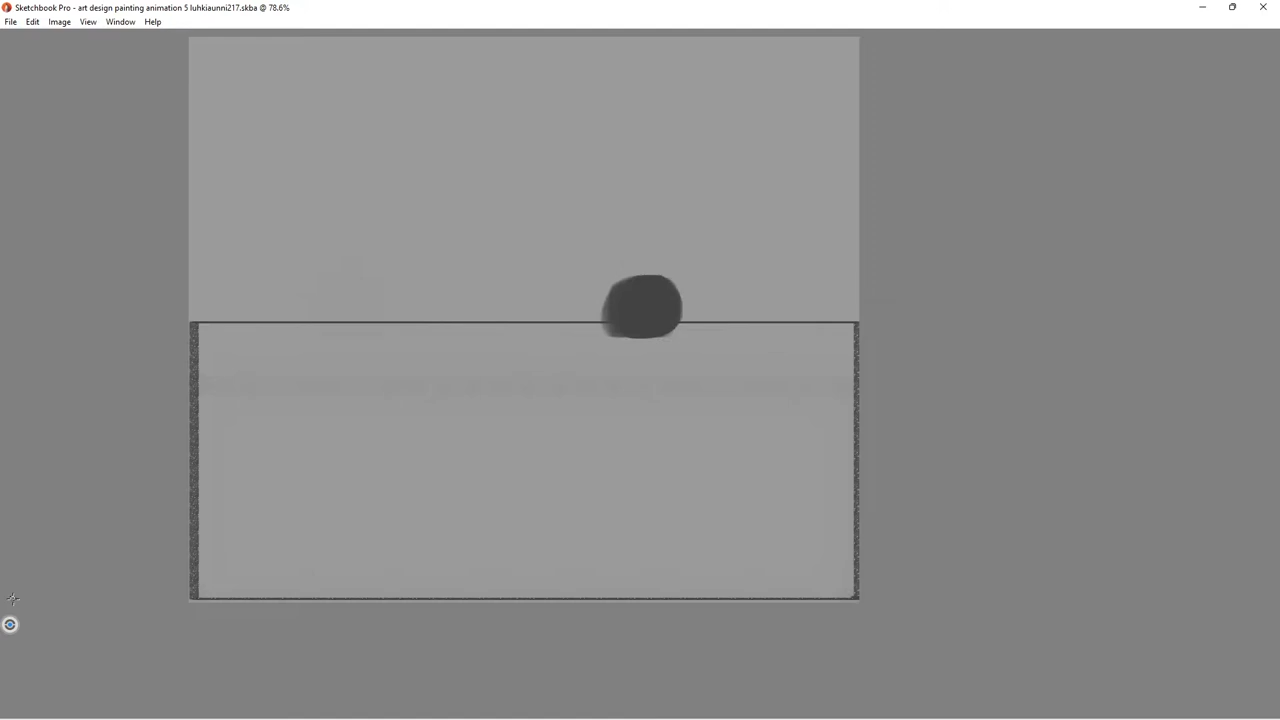 Sketchbook Pro - art design painting animation 5 luhkiaunni217.skba @ 78.6%
File Edit Image View Window Help